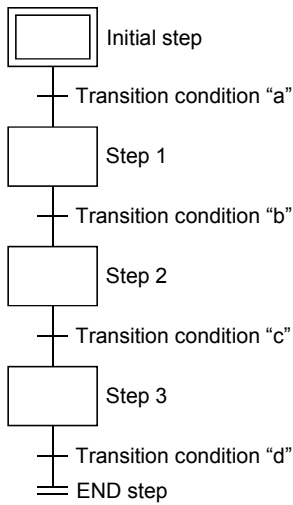 Initial step
Transition condition “a”
Step 1
Transition condition “b”
Step 2
Transition condition “c”
Step 3
Transition condition “d”
END step